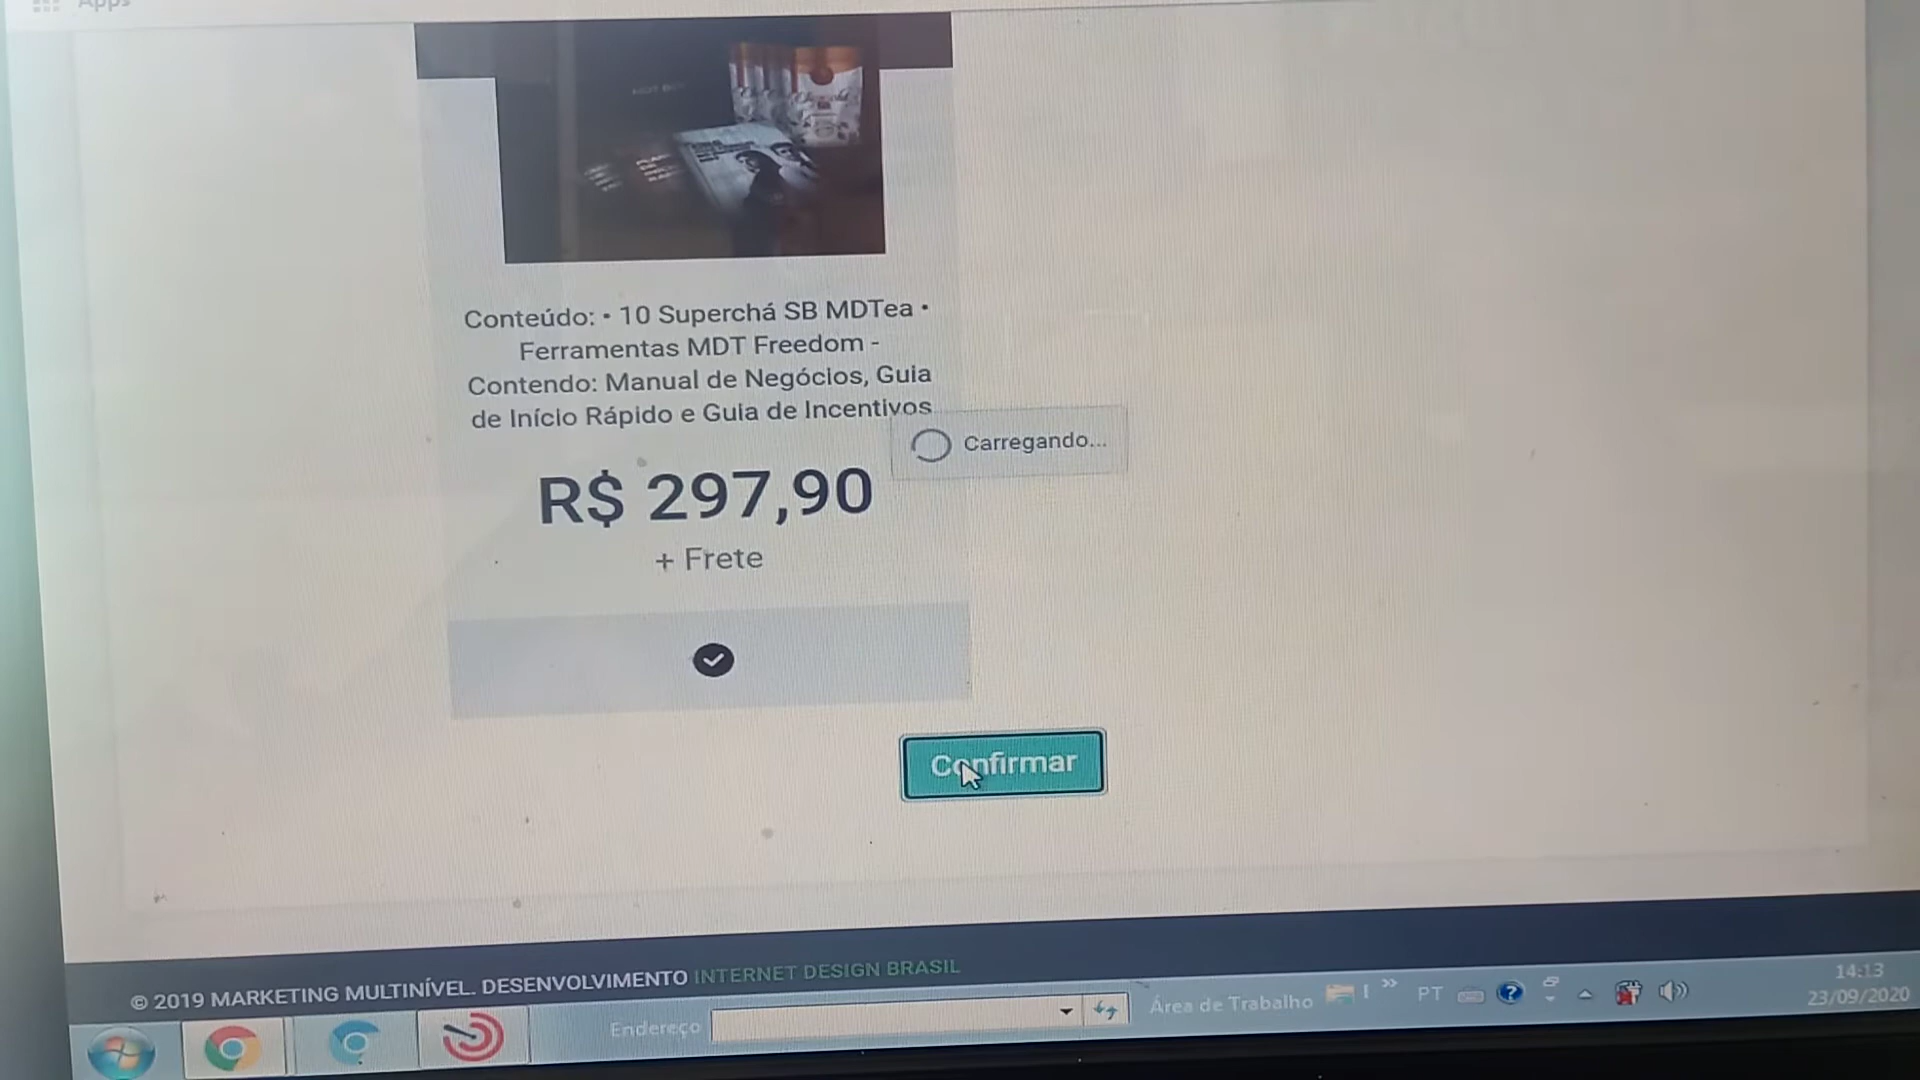 Apps
Conteúdo: • 10 Superchá SB MDTea •
Ferramentas MDT Freedom -
Contendo: Manual de Negócios, Guia
de Início Rápido e Guia de Incentivos
Carregando...
R$ 297,90
+ Frete
Confirmar
© 2019 MARKETING MULTINÍVEL. DESENVOLVIMENTO INTERNET DESIGN BRASIL
Endereço
Área de Trabalho
»
PT
14:13
23/09/2020